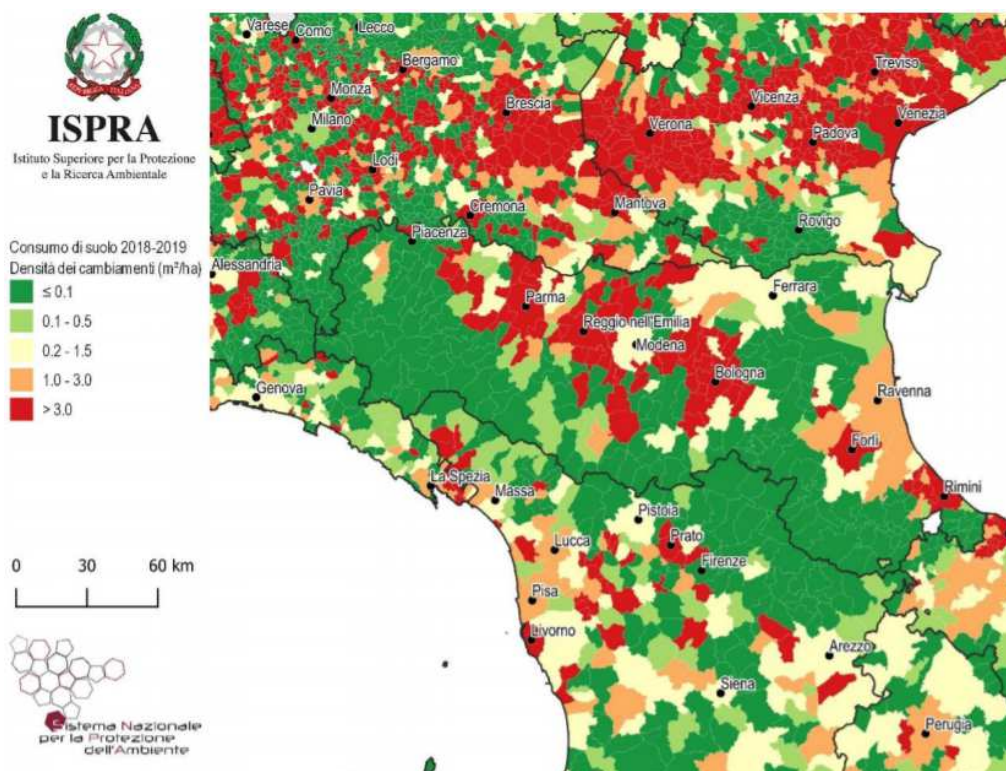 REPVBBLICA ITALIANA
ISPRA
Istituto Superiore per la Protezione
e la Ricerca Ambientale
Consumo di suolo 2018-2019
Densità dei cambiamenti (m²/ha)
≤ 0.1
0.1 - 0.5
0.2 - 1.5
1.0 - 3.0
> 3.0
0 30 60 km
Sistema Nazionale
per la Protezione
dell'Ambiente
Varese
Como
Lecco
Bergamo
Monza
Milano
Brescia
Lodi
Pavia
Cremona
Mantova
Verona
Vicenza
Treviso
Padova
Venezia
Rovigo
Piacenza
Alessandria
Parma
Reggio nell'Emilia
Modena
Ferrara
Bologna
Genova
Ravenna
Forlì
Rimini
La Spezia
Massa
Pistoia
Lucca
Prato
Firenze
Pisa
Livorno
Arezzo
Siena
Perugia